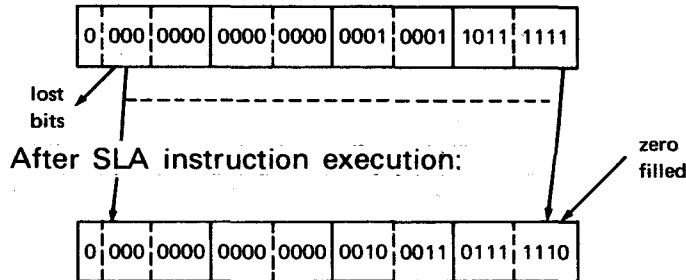 0 000 0000 0000 0000 0001 0001 1011 1111
lost
bits
After SLA instruction execution:
zero
filled
0 000 0000 0000 0000 0010 0011 0111 1110